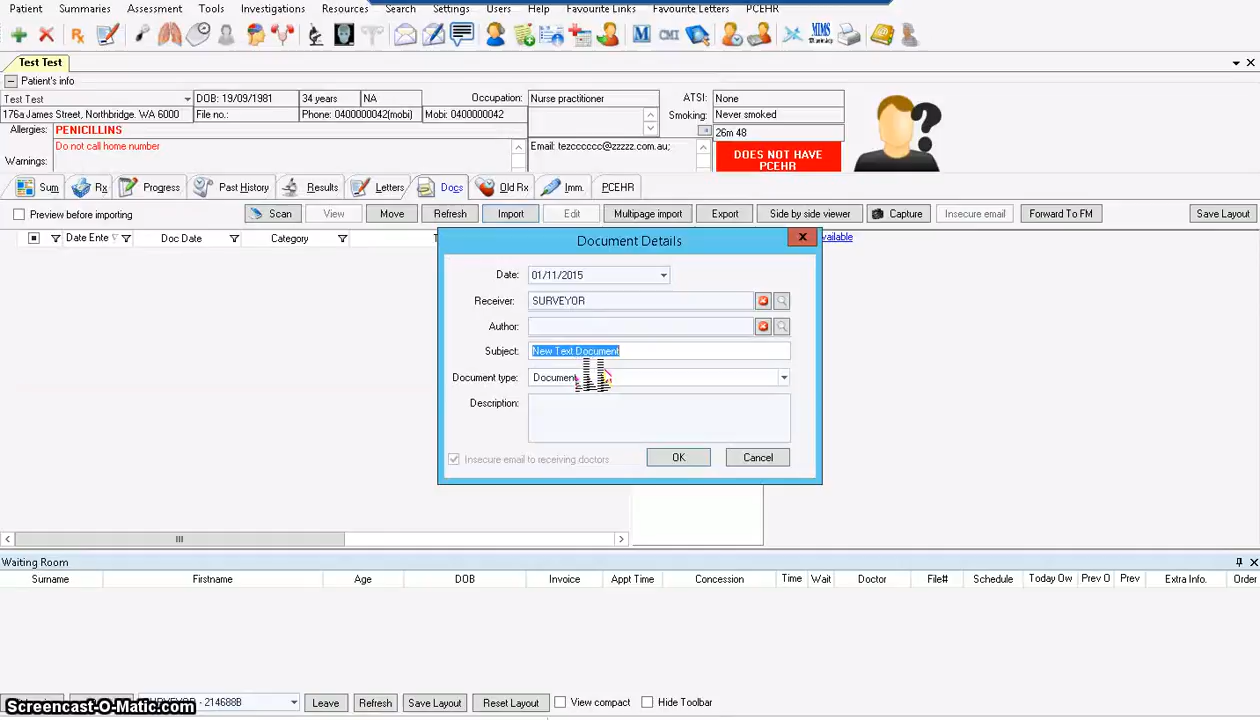 Patient Summaries Assessment Tools Investigations Resources Search Settings Users Help Favourite Links Favourite Letters PCEHR
Test Test
Patient's info
Test Test DOB: 19/09/1981 34 years NA Occupation: Nurse practitioner ATSI: None
176a James Street, Northbridge. WA 6000 File no.: Phone: 0400000042(mobi) Mobi: 0400000042 Smoking: Never smoked
Allergies: PENICILLINS 26m 48
Do not call home number Email: tezcccccc@zzzzz.com.au; DOES NOT HAVE
Warnings: PCEHR
Sum Rx Progress Past History Results Letters Docs Old Rx Imm. PCEHR
Preview before importing Scan View Move Refresh Import Edit Multipage import Export Side by side viewer Capture Insecure email Forward To FM Save Layout
Date Ente Doc Date Category
Document Details
Date: 01/11/2015
Receiver: SURVEYOR
Author:
Subject: New Text Document
Document type: Document
Description:
Insecure email to receiving doctors OK Cancel
Waiting Room
Surname Firstname Age DOB Invoice Appt Time Concession Time Wait Doctor File# Schedule Today Ow Prev O Prev Extra Info. Order
SURVEYOR - 214688B Leave Refresh Save Layout Reset Layout View compact Hide Toolbar
Screencast-O-Matic.com